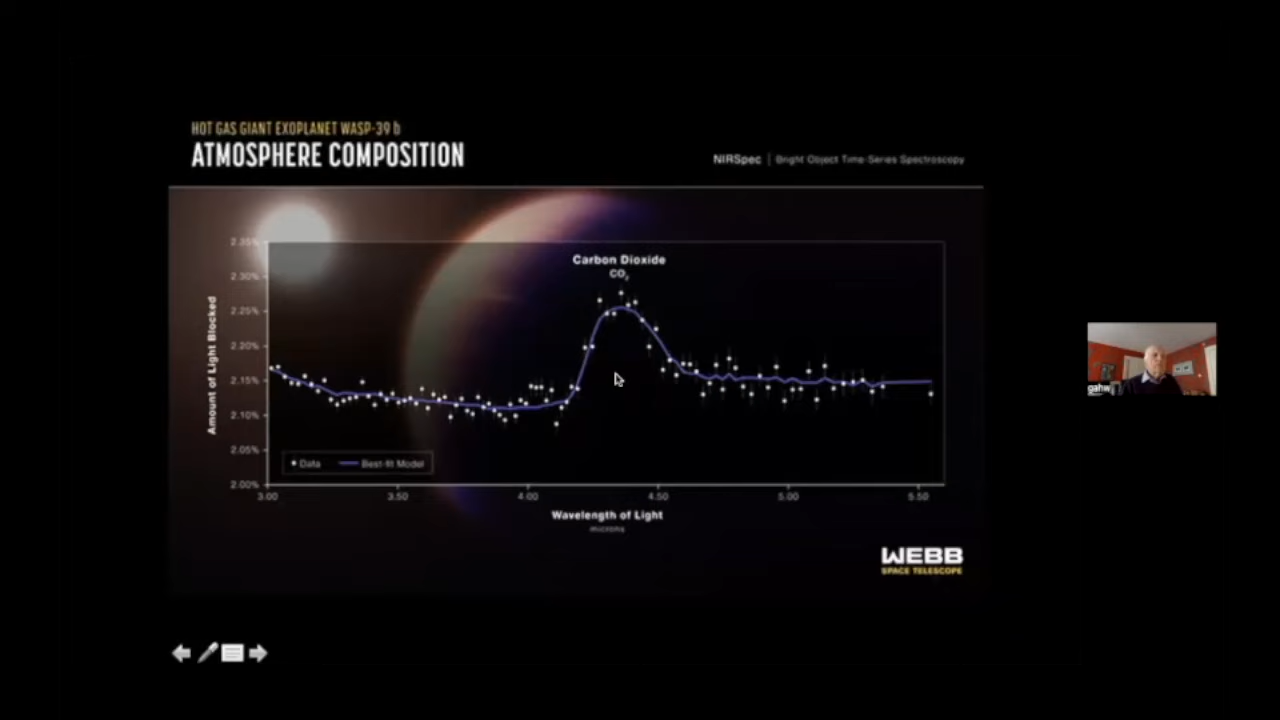 HOT GAS GIANT EXOPLANET WASP-39 b
ATMOSPHERE COMPOSITION
NIRSpec | Bright Object Time-Series Spectroscopy
Amount of Light Blocked
2.35%
2.30%
2.25%
2.20%
2.15%
2.10%
2.05%
2.00%
Carbon Dioxide
CO₂
Data
Best-fit Model
3.00 3.50 4.00 4.50 5.00 5.50
Wavelength of Light
microns
WEBB
SPACE TELESCOPE
gahw